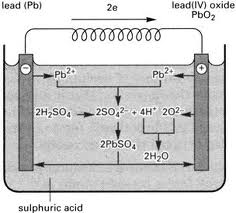 lead (Pb) 2e lead(IV) oxide
PbO₂
− +
Pb²⁺ Pb²⁺
2H₂SO₄ 2SO₄²⁻ + 4H⁺ 2O²⁻
2PbSO₄
2H₂O
sulphuric acid